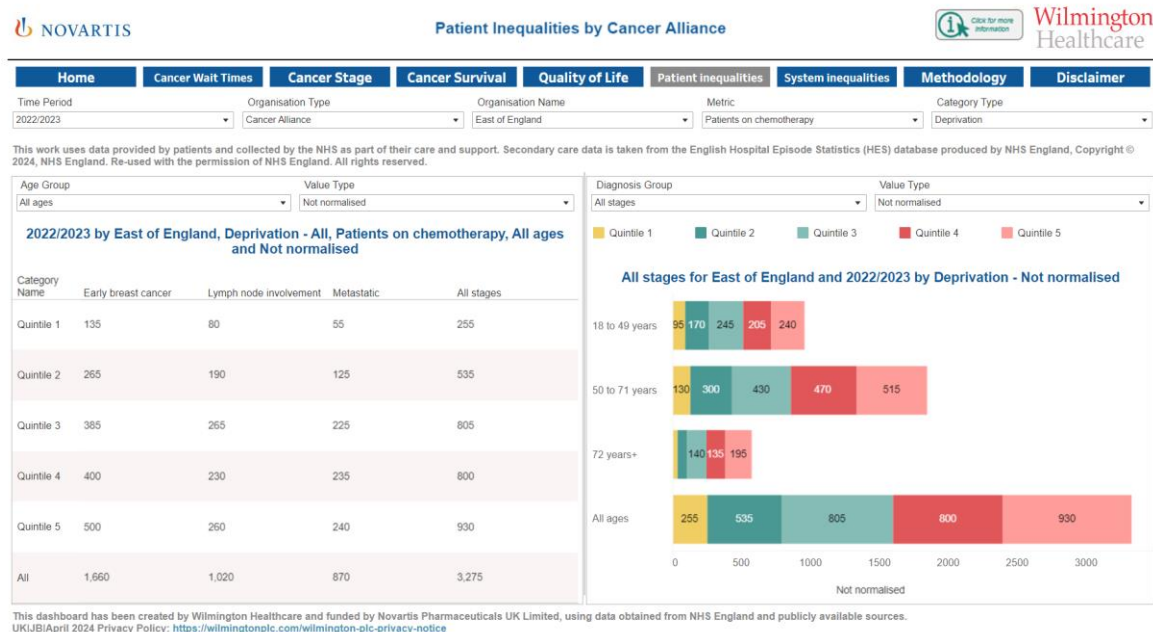 NOVARTIS
Patient Inequalities by Cancer Alliance
Click for more
information
Wilmington
Healthcare
Home Cancer Wait Times Cancer Stage Cancer Survival Quality of Life Patient inequalities System inequalities Methodology Disclaimer
Time Period Organisation Type Organisation Name Metric Category Type
2022/2023 Cancer Alliance East of England Patients on chemotherapy Deprivation
This work uses data provided by patients and collected by the NHS as part of their care and support. Secondary care data is taken from the English Hospital Episode Statistics (HES) database produced by NHS England, Copyright ©
2024, NHS England. Re-used with the permission of NHS England. All rights reserved.
Age Group Value Type
All ages Not normalised
2022/2023 by East of England, Deprivation - All, Patients on chemotherapy, All ages
and Not normalised
Category
Name Early breast cancer Lymph node involvement Metastatic All stages
Quintile 1 135 80 55 255
Quintile 2 265 190 125 535
Quintile 3 385 265 225 805
Quintile 4 400 230 235 800
Quintile 5 500 260 240 930
All 1,660 1,020 870 3,275
Diagnosis Group Value Type
All stages Not normalised
Quintile 1 Quintile 2 Quintile 3 Quintile 4 Quintile 5
All stages for East of England and 2022/2023 by Deprivation - Not normalised
18 to 49 years 95 170 245 205 240
50 to 71 years 130 300 430 470 515
72 years+ 140 135 195
All ages 255 535 805 800 930
0 500 1000 1500 2000 2500 3000
Not normalised
This dashboard has been created by Wilmington Healthcare and funded by Novartis Pharmaceuticals UK Limited, using data obtained from NHS England and publicly available sources.
UK|JB|April 2024 Privacy Policy: https://wilmingtonplc.com/wilmington-plc-privacy-notice